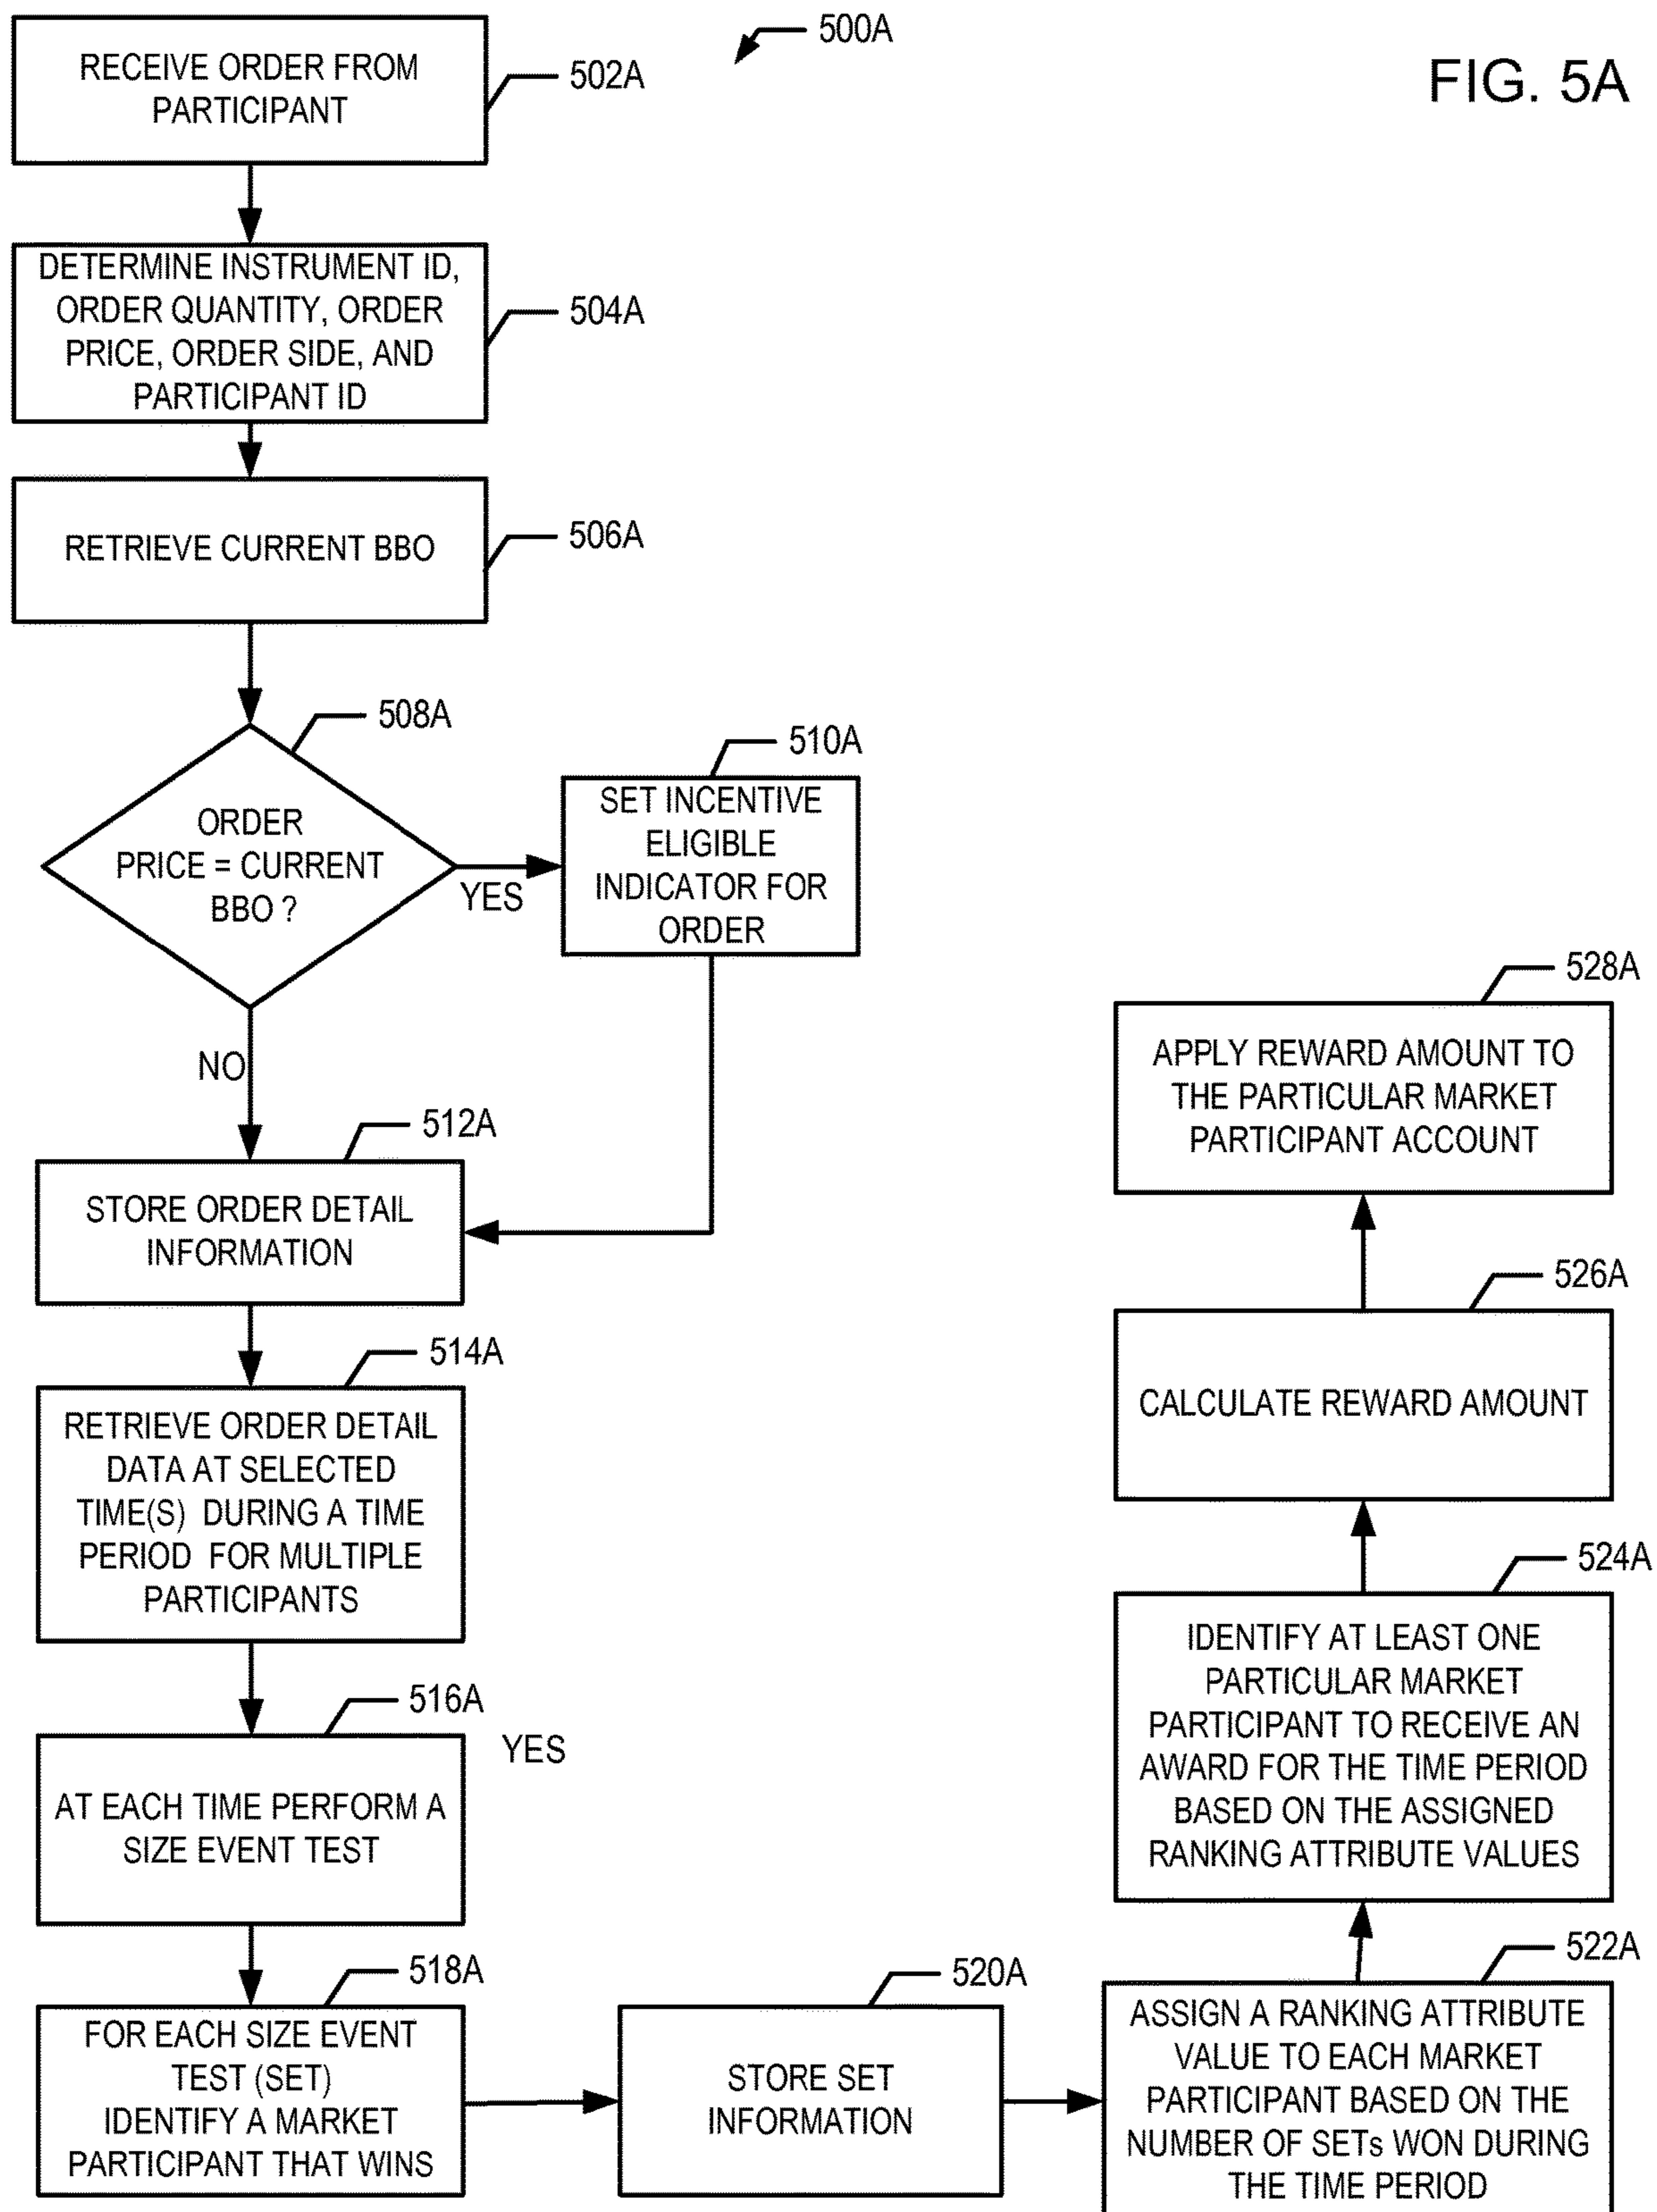 500A
FIG. 5A
RECEIVE ORDER FROM
PARTICIPANT
502A
DETERMINE INSTRUMENT ID,
ORDER QUANTITY, ORDER
PRICE, ORDER SIDE, AND
PARTICIPANT ID
504A
RETRIEVE CURRENT BBO
506A
508A
ORDER
PRICE = CURRENT
BBO ?
YES
NO
510A
SET INCENTIVE
ELIGIBLE
INDICATOR FOR
ORDER
512A
STORE ORDER DETAIL
INFORMATION
514A
RETRIEVE ORDER DETAIL
DATA AT SELECTED
TIME(S) DURING A TIME
PERIOD FOR MULTIPLE
PARTICIPANTS
516A
YES
AT EACH TIME PERFORM A
SIZE EVENT TEST
518A
FOR EACH SIZE EVENT
TEST (SET)
IDENTIFY A MARKET
PARTICIPANT THAT WINS
520A
STORE SET
INFORMATION
522A
ASSIGN A RANKING ATTRIBUTE
VALUE TO EACH MARKET
PARTICIPANT BASED ON THE
NUMBER OF SETs WON DURING
THE TIME PERIOD
524A
IDENTIFY AT LEAST ONE
PARTICULAR MARKET
PARTICIPANT TO RECEIVE AN
AWARD FOR THE TIME PERIOD
BASED ON THE ASSIGNED
RANKING ATTRIBUTE VALUES
526A
CALCULATE REWARD AMOUNT
528A
APPLY REWARD AMOUNT TO
THE PARTICULAR MARKET
PARTICIPANT ACCOUNT